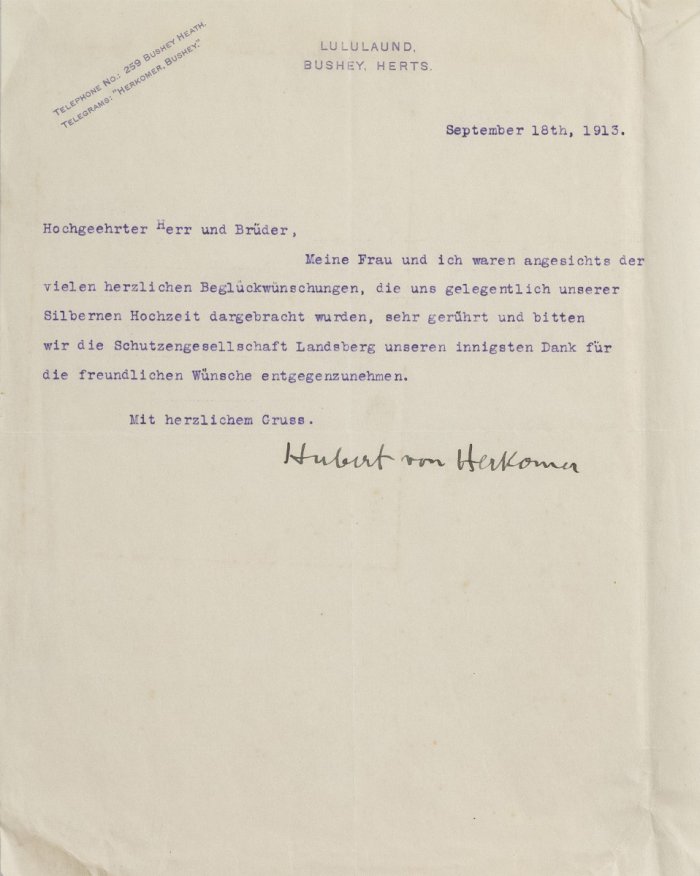 TELEPHONE NO.: 259 BUSHEY HEATH.
TELEGRAMS: "HERKOMER, BUSHEY."
LULULAUND,
BUSHEY, HERTS.
September 18th, 1913.
Hochgeehrter Herr und Brüder,
Meine Frau und ich waren angesichts der
vielen herzlichen Beglückwünschungen, die uns gelegentlich unserer
Silbernen Hochzeit dargebracht wurden, sehr gerührt und bitten
wir die Schutzengesellschaft Landsberg unseren innigsten Dank für
die freundlichen Wünsche entgegenzunehmen.
Mit herzlichem Gruss.
Hubert von Herkomer